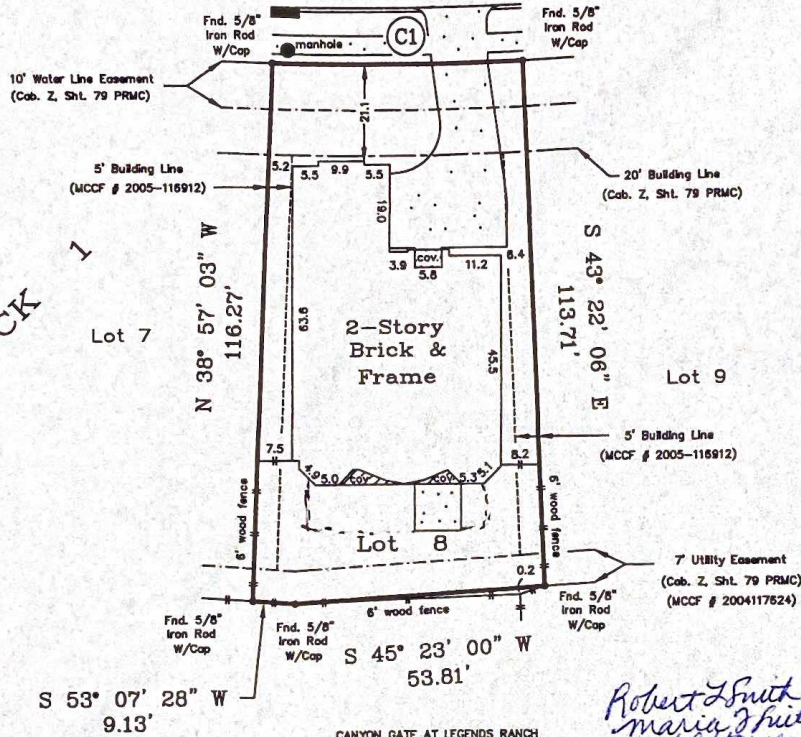 Fnd. 5/8"
Iron Rod
W/Cap
manhole
C1
Fnd. 5/8"
Iron Rod
W/Cap
10' Water Line Easement
(Cab. Z, Sht. 79 PRMC)
21.1
5' Building Line
(MCCF # 2005-116912)
5.2
5.5
9.9
5.5
20' Building Line
(Cab. Z, Sht. 79 PRMC)
19.0
CK 1
Lot 7
N 38° 57' 03" W
116.27'
63.6
3.9
cov.
5.8
11.2
6.4
S 43° 22' 06" E
113.71'
2-Story
Brick &
Frame
45.5
Lot 9
5' Building Line
(MCCF # 2005-116912)
7.5
8.2
4.9
5.0
cov.
cov.
5.3
5.1
6' wood fence
6' wood fence
Lot 8
7' Utility Easement
(Cab. Z, Sht. 79 PRMC)
(MCCF # 2004117624)
0.2
6' wood fence
Fnd. 5/8"
Iron Rod
W/Cap
Fnd. 5/8"
Iron Rod
W/Cap
Fnd. 5/8"
Iron Rod
W/Cap
S 45° 23' 00" W
53.81'
S 53° 07' 28" W
9.13'
CANYON GATE AT LEGENDS RANCH
Robert L Smith
Maria